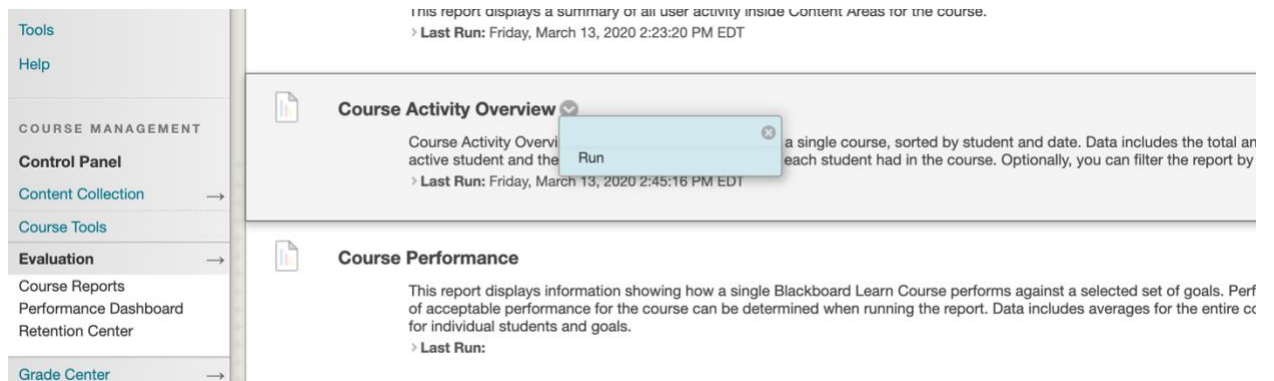 Tools
Help
COURSE MANAGEMENT
Control Panel
Content Collection
Course Tools
Evaluation
Course Reports
Performance Dashboard
Retention Center
Grade Center
This report displays a summary of all user activity inside Content Areas for the course.
> Last Run: Friday, March 13, 2020 2:23:20 PM EDT
Course Activity Overview
Course Activity Overvi a single course, sorted by student and date. Data includes the total an
active student and the each student had in the course. Optionally, you can filter the report by
Run
> Last Run: Friday, March 13, 2020 2:45:16 PM EDT
Course Performance
This report displays information showing how a single Blackboard Learn Course performs against a selected set of goals. Perf
of acceptable performance for the course can be determined when running the report. Data includes averages for the entire co
for individual students and goals.
> Last Run: